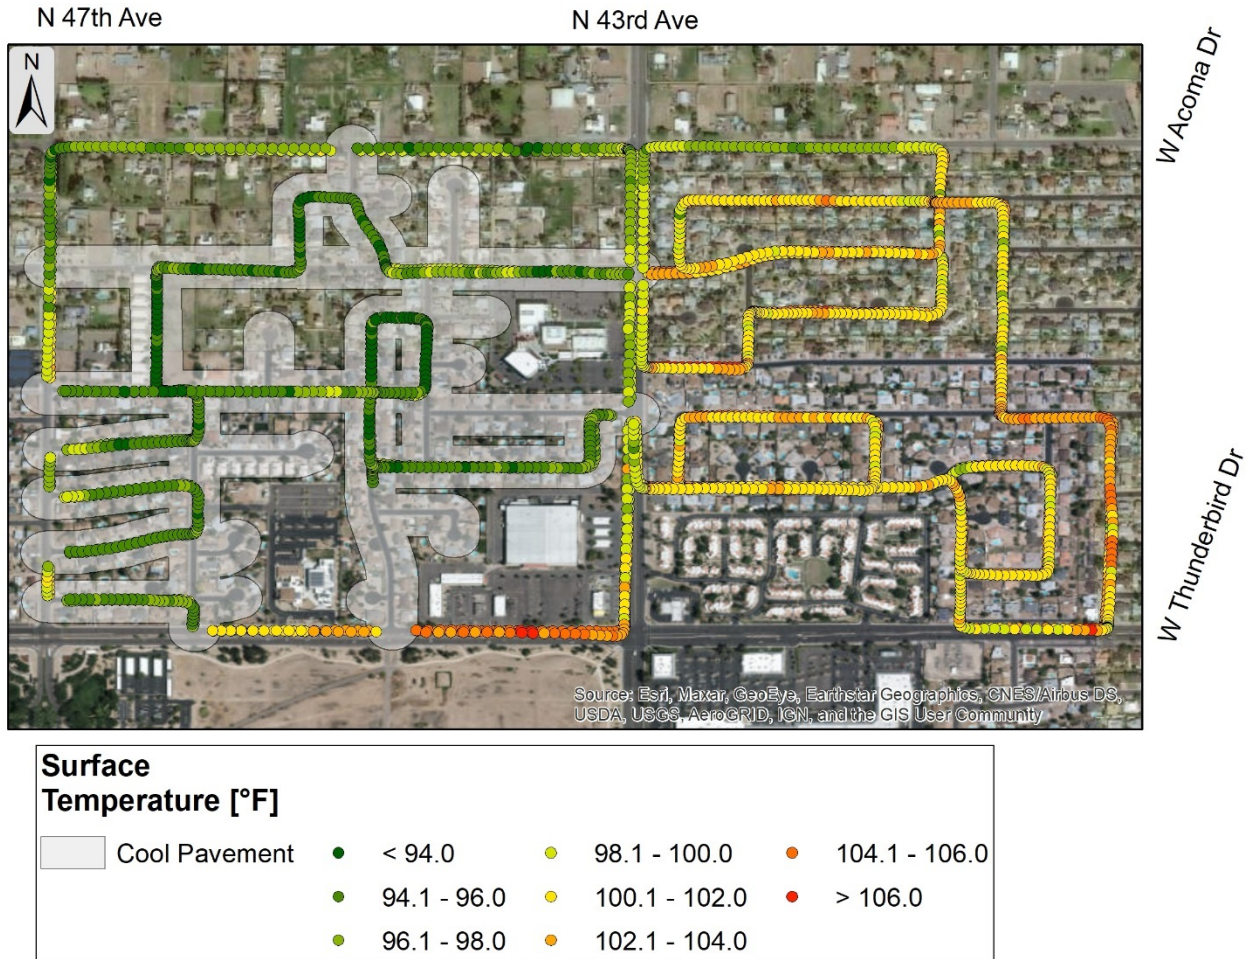 N 47th Ave
N 43rd Ave
W Acoma Dr
N
W Thunderbird Dr
Source: Esri, Maxar, GeoEye, Earthstar Geographics, CNES/Airbus DS,
USDA, USGS, AeroGRID, IGN, and the GIS User Community
Surface
Temperature [°F]
Cool Pavement
< 94.0
94.1 - 96.0
96.1 - 98.0
98.1 - 100.0
100.1 - 102.0
102.1 - 104.0
104.1 - 106.0
> 106.0